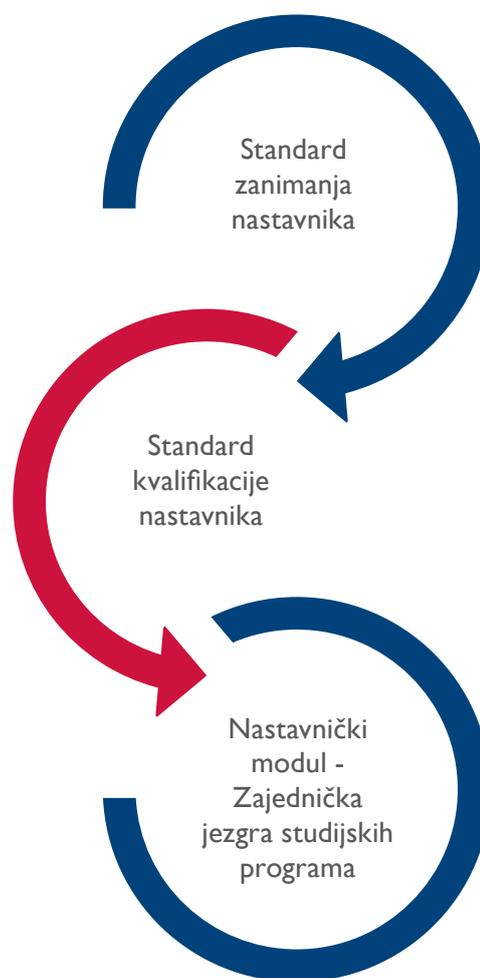 Standard
zanimanja
nastavnika
Standard
kvalifikacije
nastavnika
Nastavnički
modul -
Zajednička
jezgra studijskih
programa